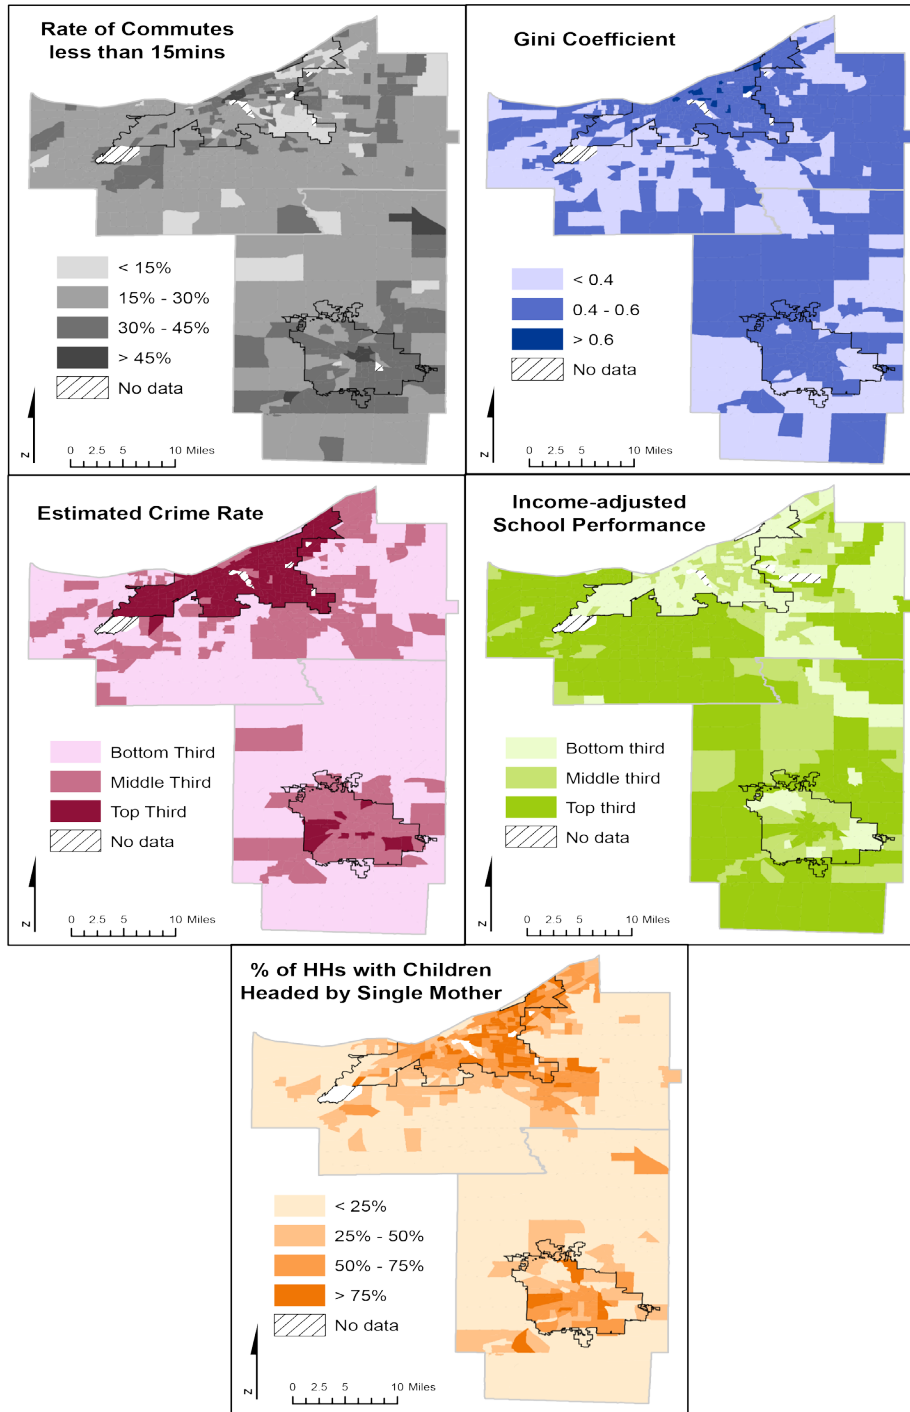 Rate of Commutes
less than 15mins
< 15%
15% - 30%
30% - 45%
> 45%
No data
z
0 2.5 5 10 Miles
Gini Coefficient
< 0.4
0.4 - 0.6
> 0.6
No data
z
0 2.5 5 10 Miles
Estimated Crime Rate
Bottom Third
Middle Third
Top Third
No data
z
0 2.5 5 10 Miles
Income-adjusted
School Performance
Bottom third
Middle third
Top third
No data
z
0 2.5 5 10 Miles
% of HHs with Children
Headed by Single Mother
< 25%
25% - 50%
50% - 75%
> 75%
No data
z
0 2.5 5 10 Miles